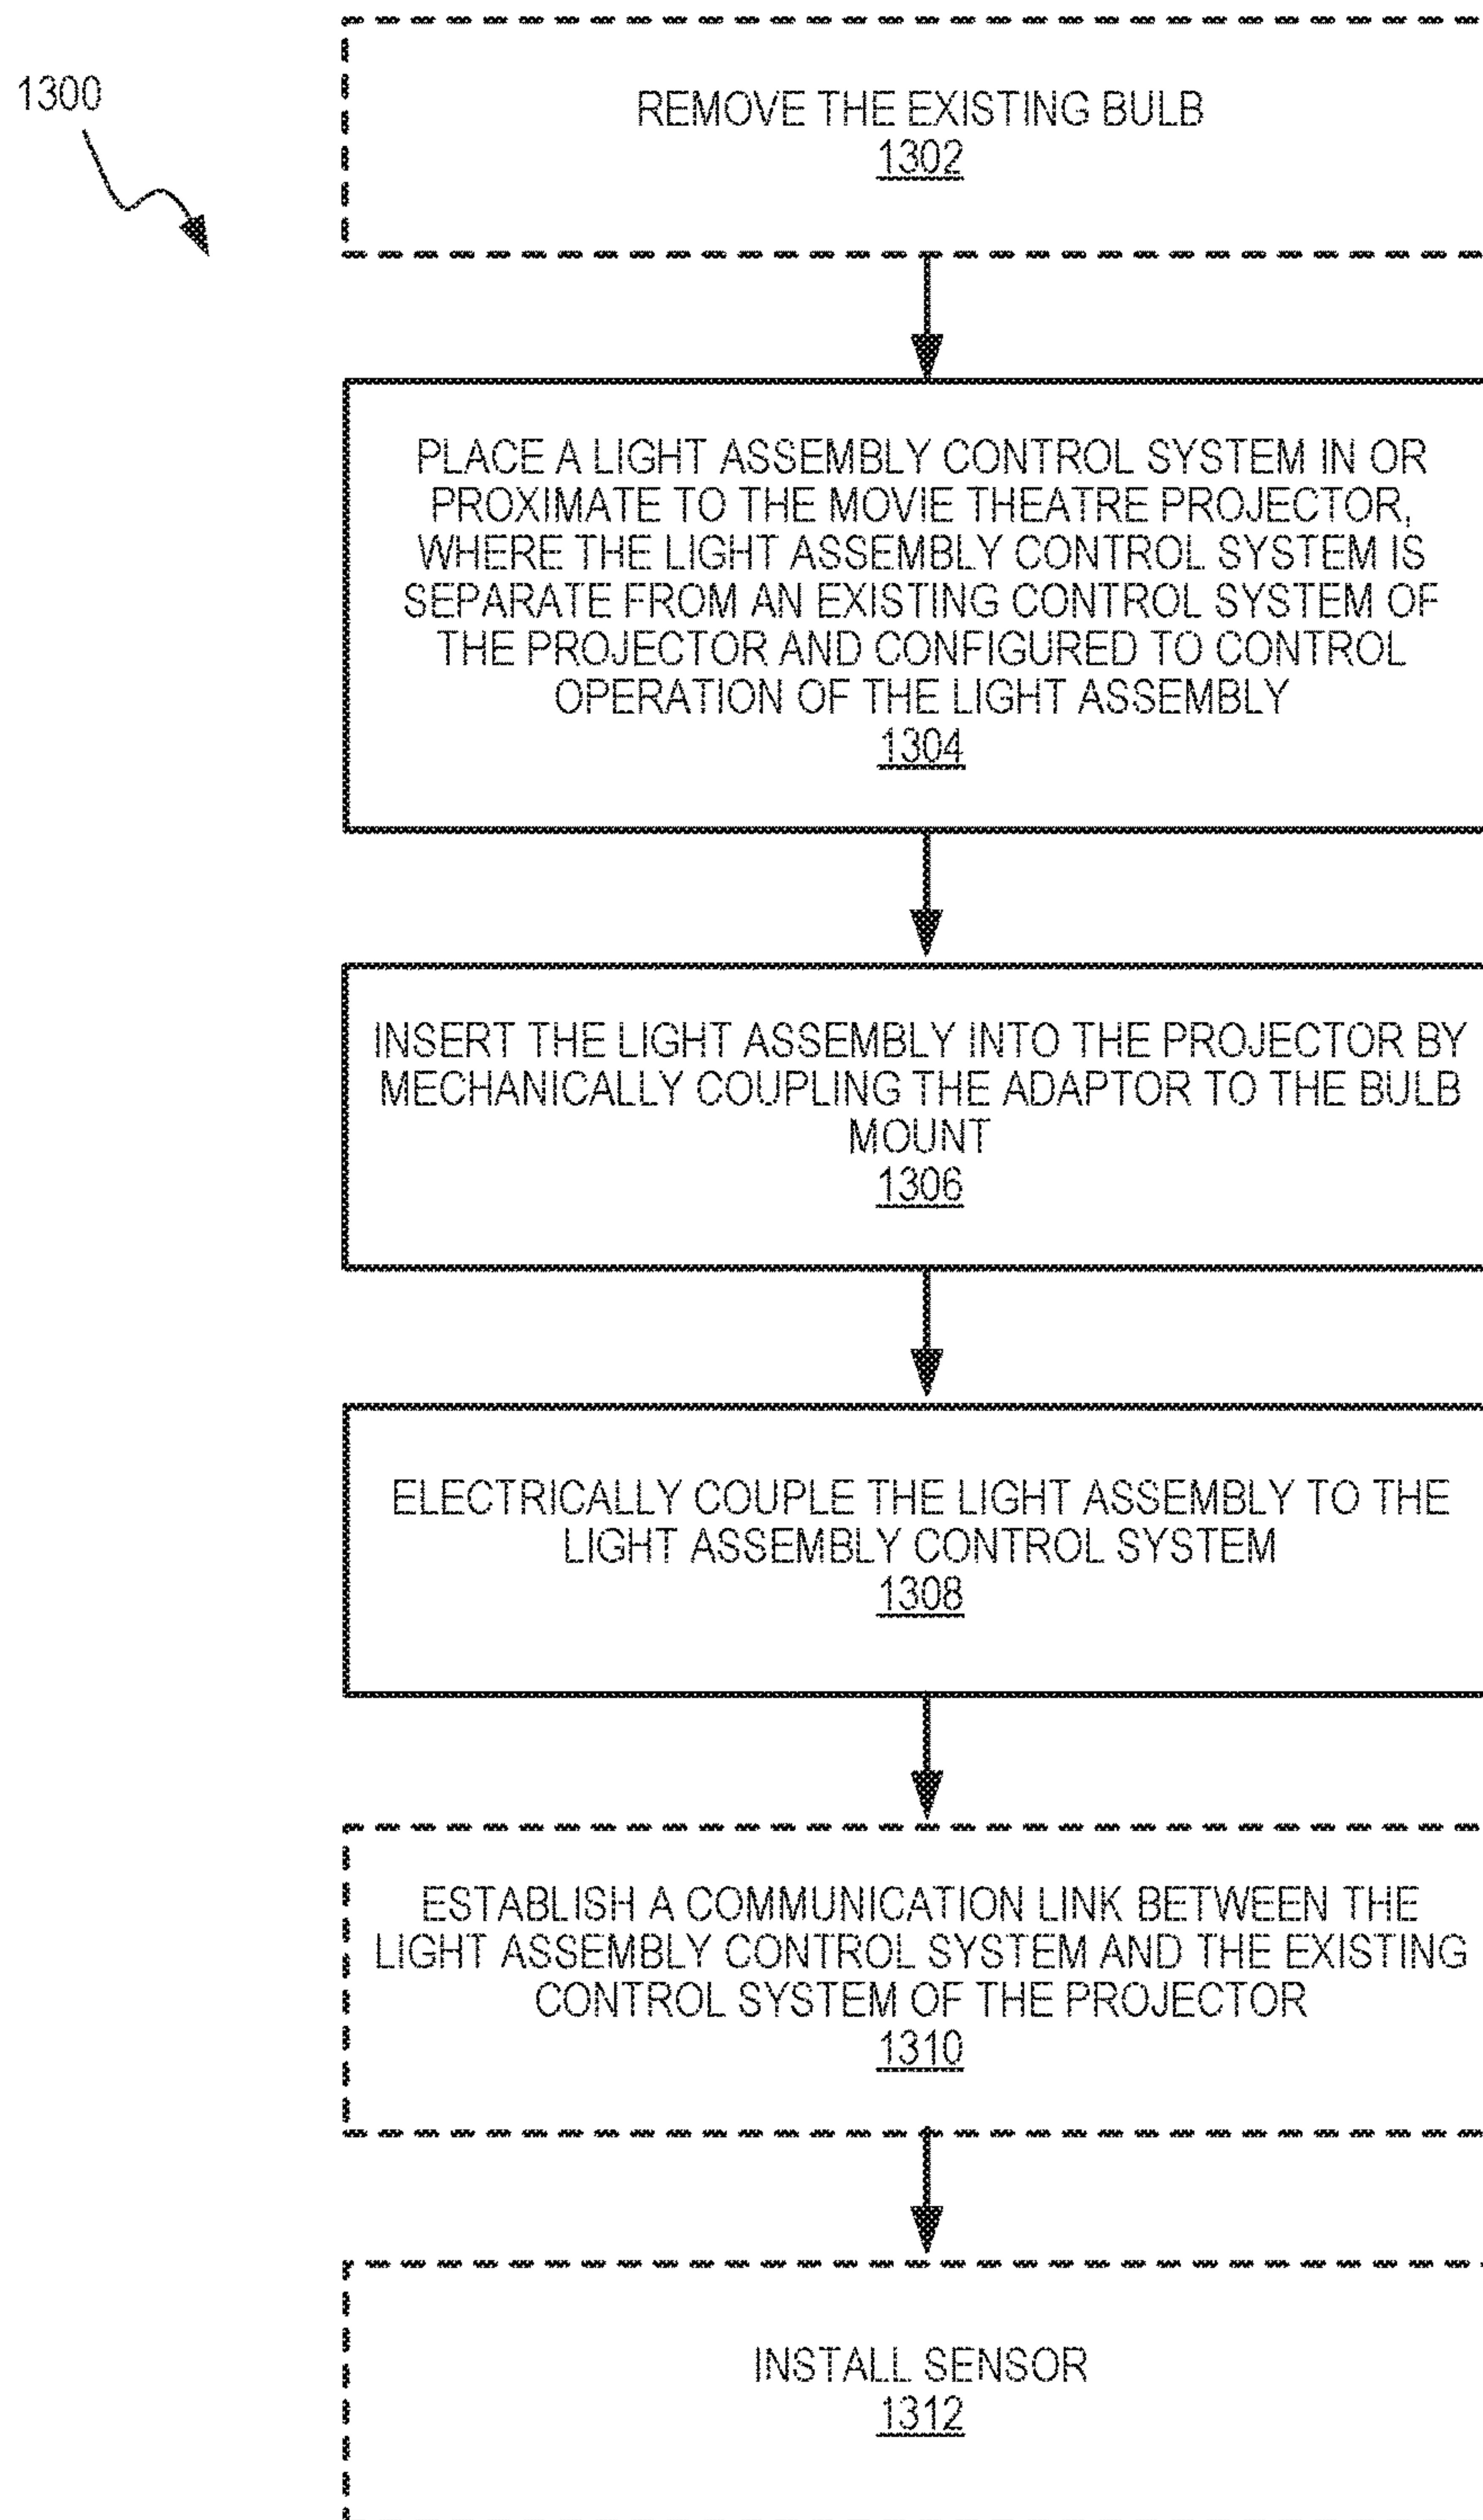 1300
REMOVE THE EXISTING BULB
1302
PLACE A LIGHT ASSEMBLY CONTROL SYSTEM IN OR
PROXIMATE TO THE MOVIE THEATRE PROJECTOR,
WHERE THE LIGHT ASSEMBLY CONTROL SYSTEM IS
SEPARATE FROM AN EXISTING CONTROL SYSTEM OF
THE PROJECTOR AND CONFIGURED TO CONTROL
OPERATION OF THE LIGHT ASSEMBLY
1304
INSERT THE LIGHT ASSEMBLY INTO THE PROJECTOR BY
MECHANICALLY COUPLING THE ADAPTOR TO THE BULB
MOUNT
1306
ELECTRICALLY COUPLE THE LIGHT ASSEMBLY TO THE
LIGHT ASSEMBLY CONTROL SYSTEM
1308
ESTABLISH A COMMUNICATION LINK BETWEEN THE
LIGHT ASSEMBLY CONTROL SYSTEM AND THE EXISTING
CONTROL SYSTEM OF THE PROJECTOR
1310
INSTALL SENSOR
1312